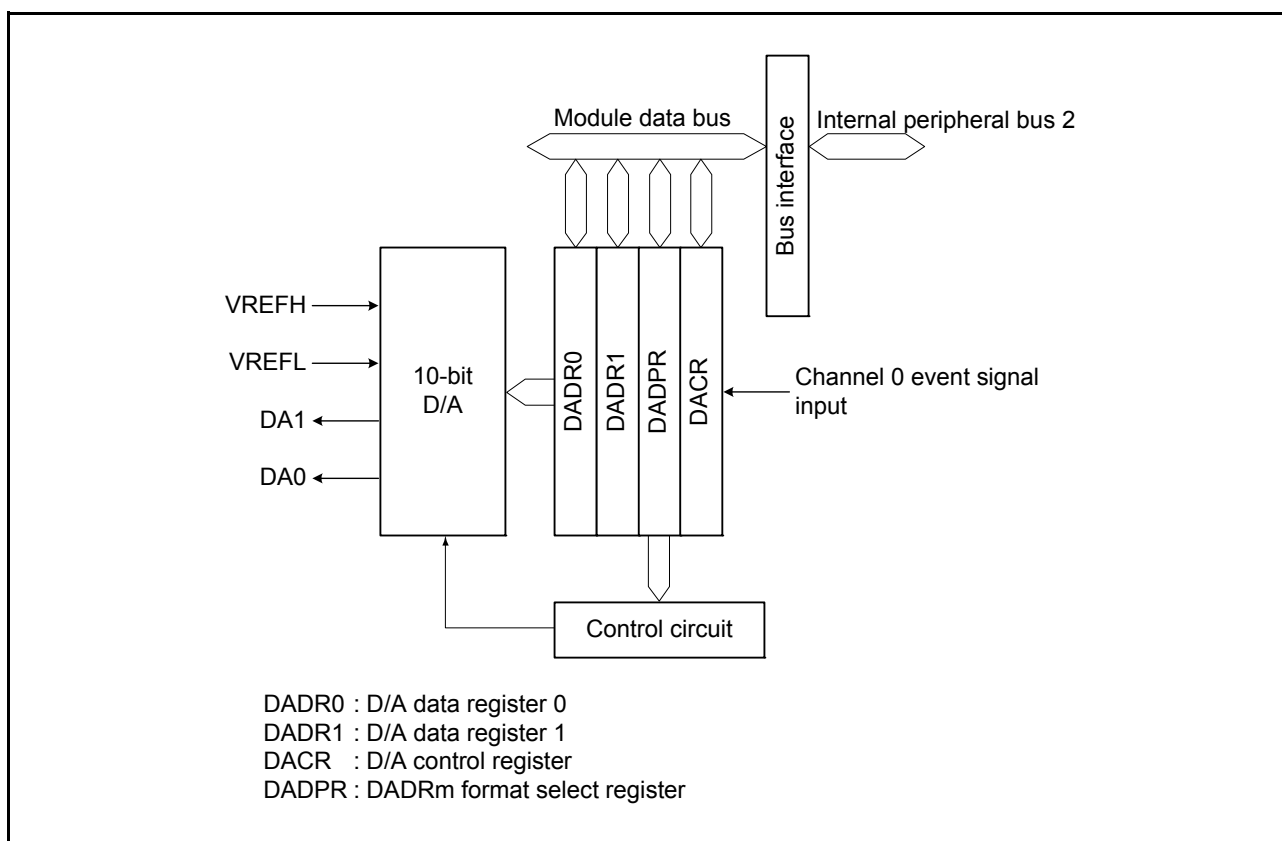 Module data bus
Internal peripheral bus 2
Bus interface
VREFH
VREFL
DA1
DA0
10-bit
D/A
DADR0
DADR1
DADPR
DACR
Channel 0 event signal
input
Control circuit
DADR0 : D/A data register 0
DADR1 : D/A data register 1
DACR : D/A control register
DADPR : DADRm format select register